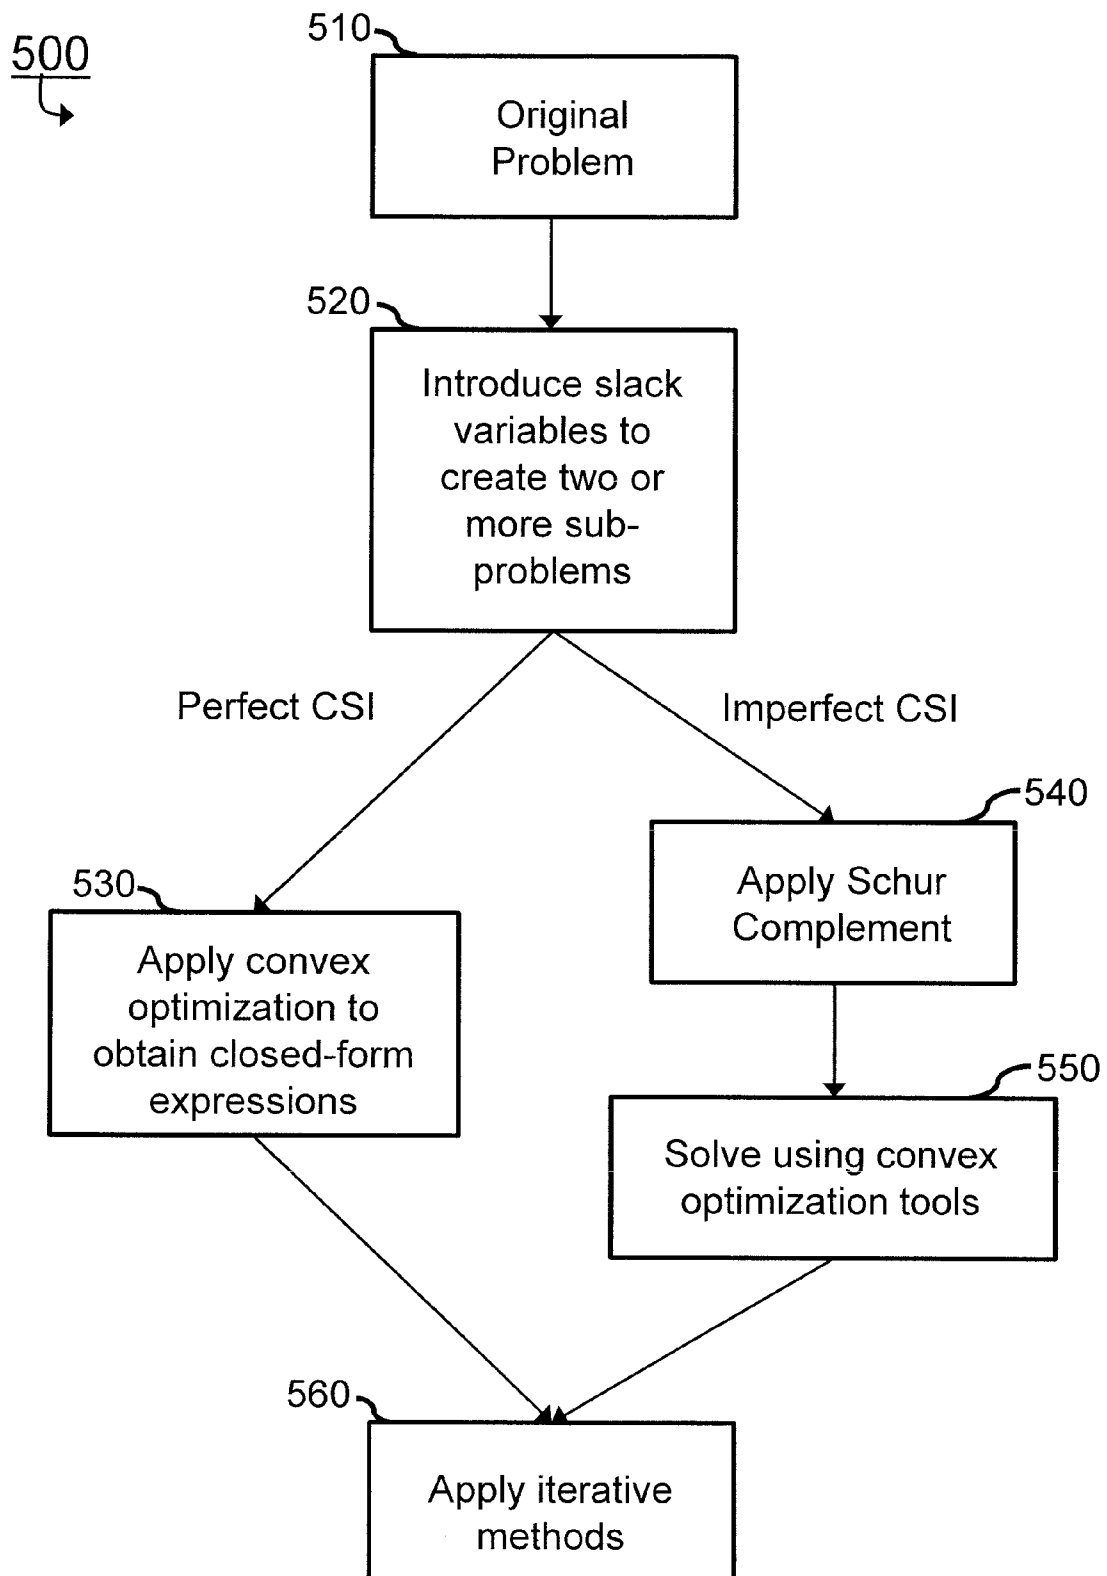 500
510
Original
Problem
520
Introduce slack
variables to
create two or
more sub-
problems
Perfect CSI
Imperfect CSI
530
Apply convex
optimization to
obtain closed-form
expressions
540
Apply Schur
Complement
550
Solve using convex
optimization tools
560
Apply iterative
methods